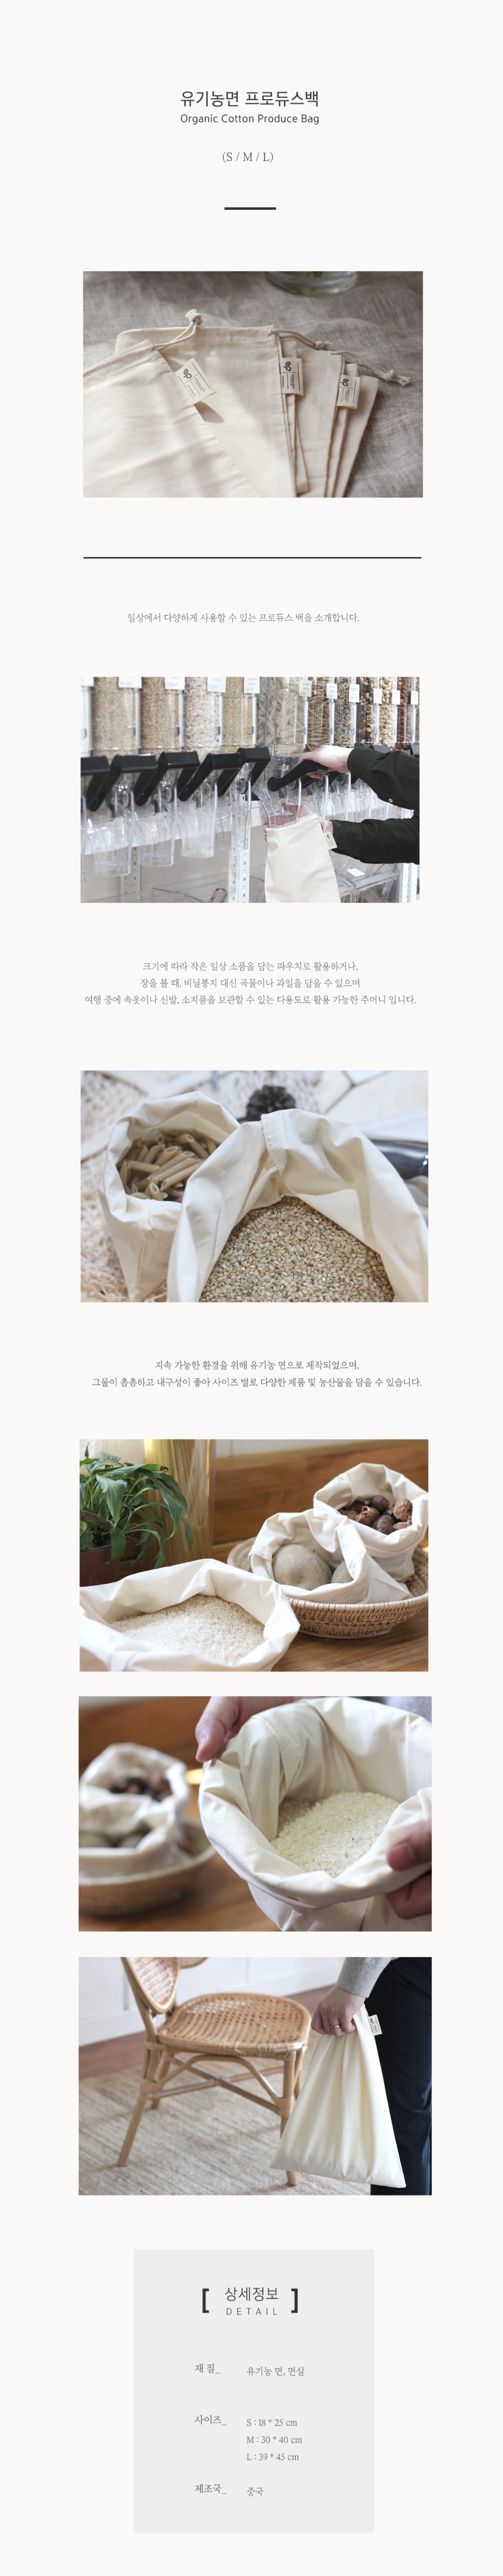 유기농면 프로듀스백
Organic Cotton Produce Bag
(S / M / L)
일상에서 다양하게 사용할 수 있는 프로듀스 백을 소개합니다.
크기에 따라 작은 일상 소품을 담는 파우치로 활용하거나,
장을 볼 때, 비닐봉지 대신 곡물이나 과일을 담을 수 있으며
여행 중에 속옷이나 신발, 소지품을 보관할 수 있는 다용도로 활용 가능한 주머니 입니다.
지속 가능한 환경을 위해 유기농 면으로 제작되었으며,
그물이 촘촘하고 내구성이 좋아 사이즈 별로 다양한 제품 및 농산물을 담을 수 있습니다.
[ 상세정보 ]
DETAIL
재 질_ 유기농 면, 면실
사이즈_ S : 18 * 25 cm
M : 30 * 40 cm
L : 39 * 45 cm
제조국_ 중국